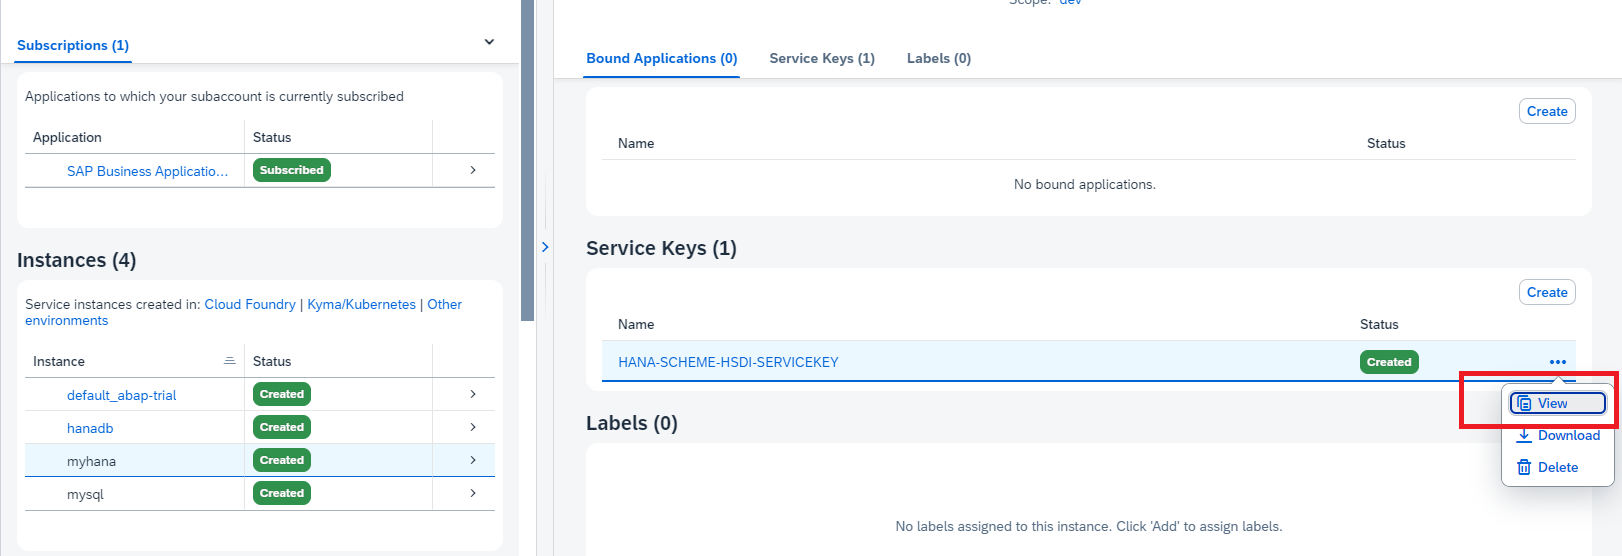 Subscriptions (1)
Applications to which your subaccount is currently subscribed
Application Status
SAP Business Applicatio... Subscribed
Instances (4)
Service instances created in: Cloud Foundry | Kyma/Kubernetes | Other
environments
Instance Status
default_abap-trial Created
hanadb Created
myhana Created
mysql Created
Scope: dev
Bound Applications (0) Service Keys (1) Labels (0)
Create
Name Status
No bound applications.
Service Keys (1)
Create
Name Status
HANA-SCHEME-HSDI-SERVICEKEY Created
View
Download
Delete
Labels (0)
No labels assigned to this instance. Click 'Add' to assign labels.